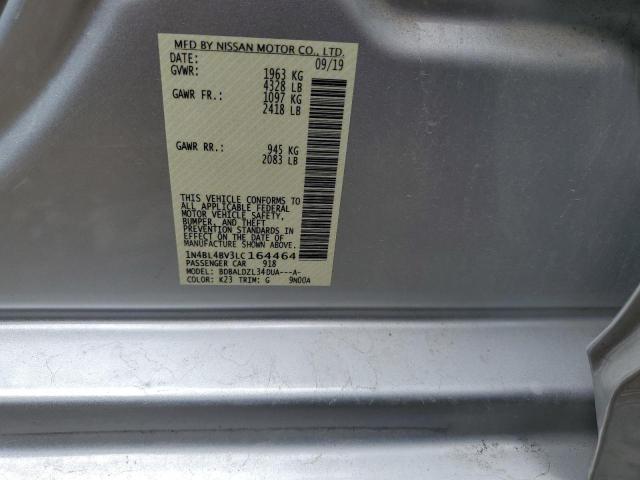 MFD BY NISSAN MOTOR CO., LTD.
DATE: 09/19
GVWR: 1963 KG
4328 LB
GAWR FR.: 1097 KG
2418 LB
GAWR RR.: 945 KG
2083 LB
THIS VEHICLE CONFORMS TO
ALL APPLICABLE FEDERAL
MOTOR VEHICLE SAFETY,
BUMPER, AND THEFT
PREVENTION STANDARDS IN
EFFECT ON THE DATE OF
MANUFACTURE SHOWN ABOVE.
1N4BL4BV3LC164464
PASSENGER CAR 918
MODEL: BDBALDZL34DUA---A-
COLOR: K23 TRIM: G 9N00A